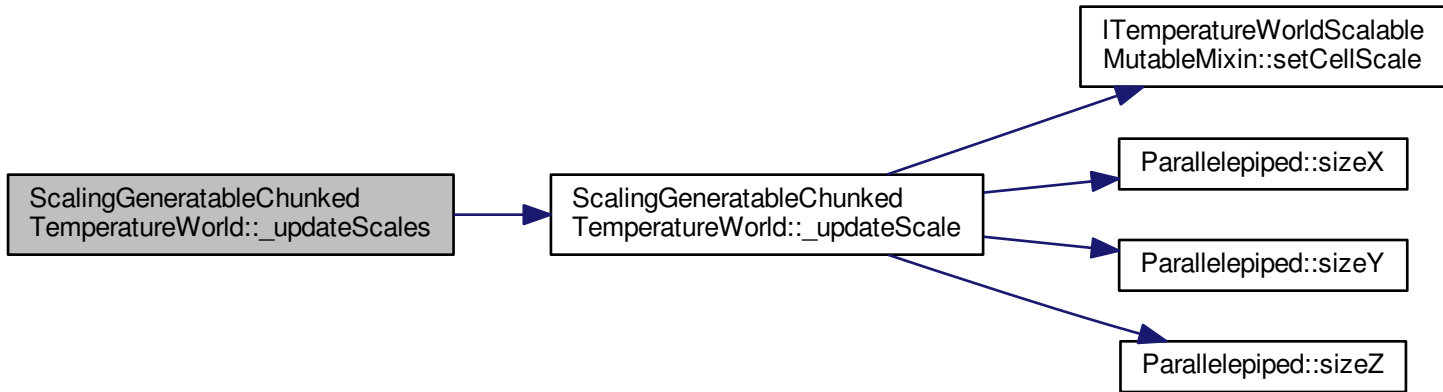 ScalingGeneratableChunked
TemperatureWorld::_updateScales
ScalingGeneratableChunked
TemperatureWorld::_updateScale
ITemperatureWorldScalable
MutableMixin::setCellScale
Parallelepiped::sizeX
Parallelepiped::sizeY
Parallelepiped::sizeZ